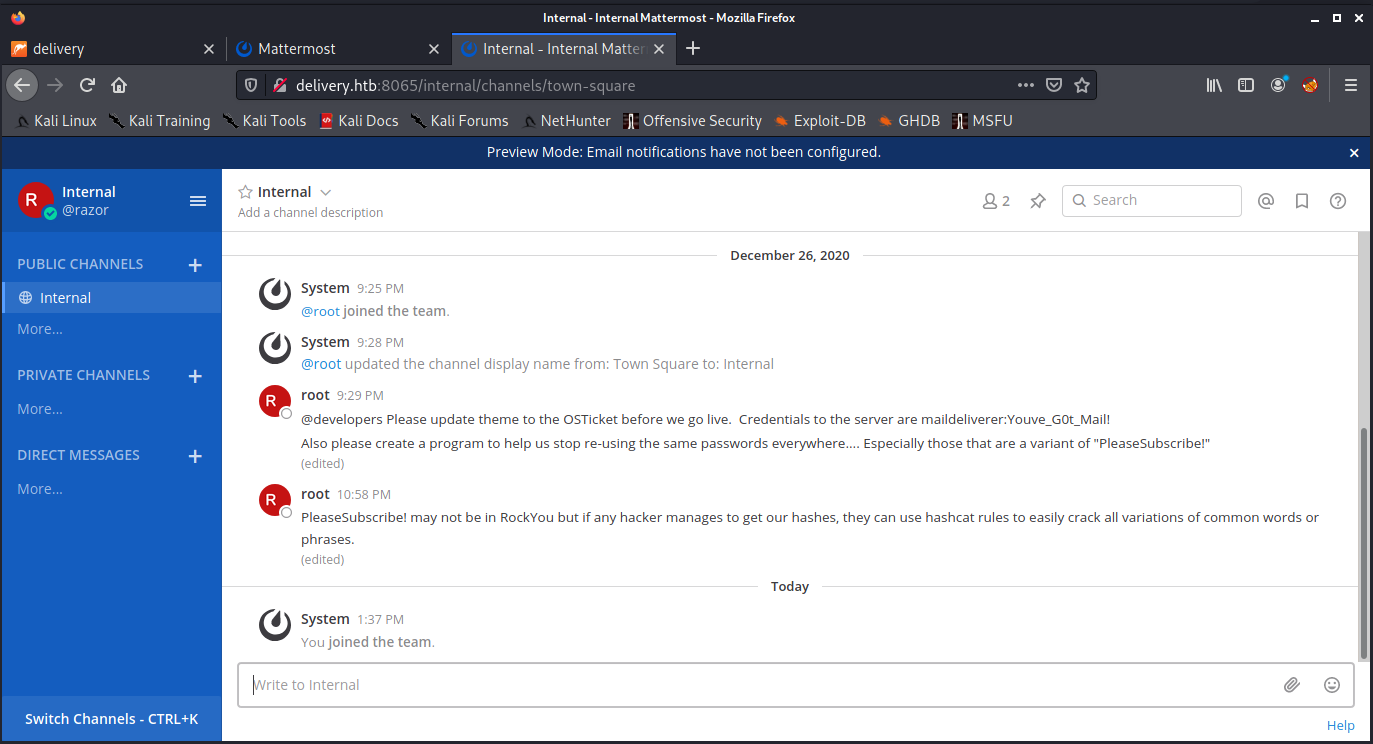 Internal - Internal Mattermost - Mozilla Firefox
delivery
Mattermost
Internal - Internal Matter
delivery.htb:8065/internal/channels/town-square
Kali Linux Kali Training Kali Tools Kali Docs Kali Forums NetHunter Offensive Security Exploit-DB GHDB MSFU
Preview Mode: Email notifications have not been configured.
R
Internal
@razor
PUBLIC CHANNELS
Internal
More...
PRIVATE CHANNELS
More...
DIRECT MESSAGES
More...
Switch Channels - CTRL+K
Internal
Add a channel description
2
Search
December 26, 2020
System 9:25 PM
@root joined the team.
System 9:28 PM
@root updated the channel display name from: Town Square to: Internal
R
root 9:29 PM
@developers Please update theme to the OSTicket before we go live. Credentials to the server are maildeliverer:Youve_G0t_Mail!
Also please create a program to help us stop re-using the same passwords everywhere.... Especially those that are a variant of "PleaseSubscribe!"
(edited)
R
root 10:58 PM
PleaseSubscribe! may not be in RockYou but if any hacker manages to get our hashes, they can use hashcat rules to easily crack all variations of common words or
phrases.
(edited)
Today
System 1:37 PM
You joined the team.
Write to Internal
Help